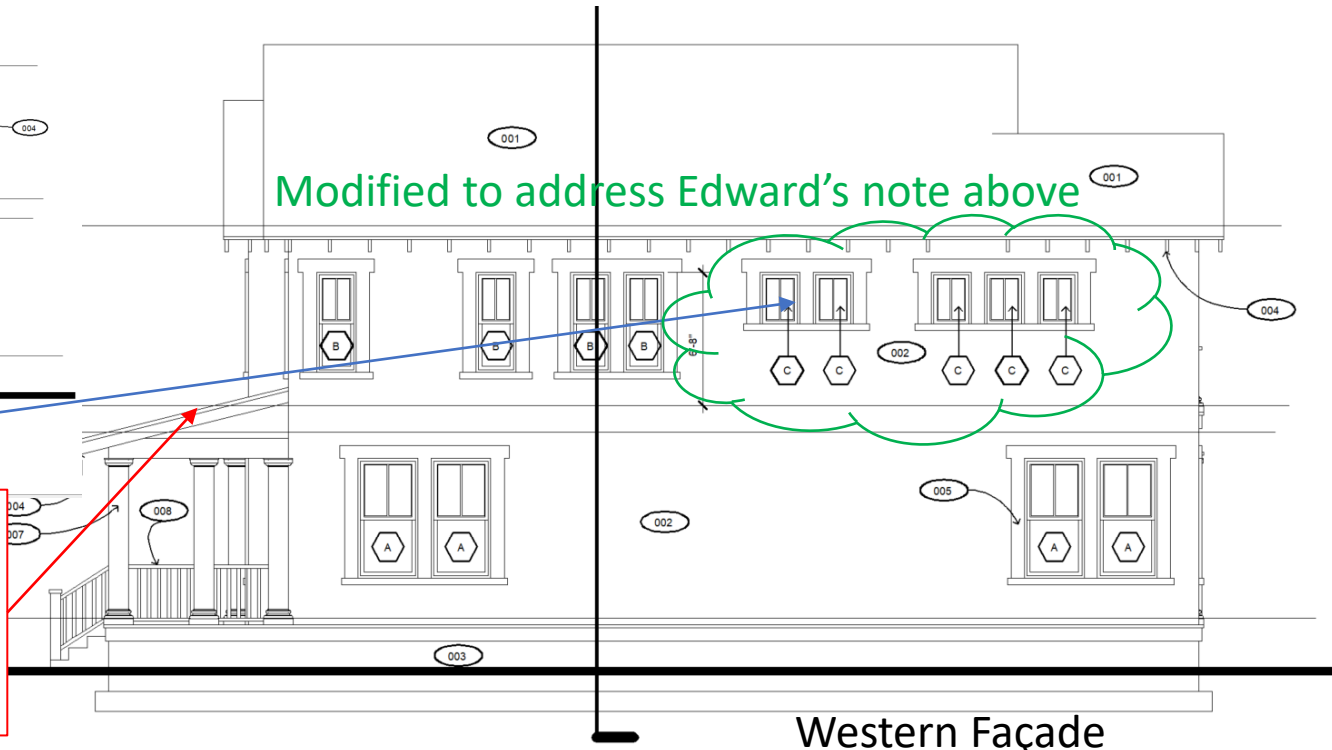 004
001
Modified to address Edward's note above
001
004
B
B
B
B
6'-8"
C
C
002
C
C
C
004
007
008
002
005
A
A
A
A
003
Western Façade